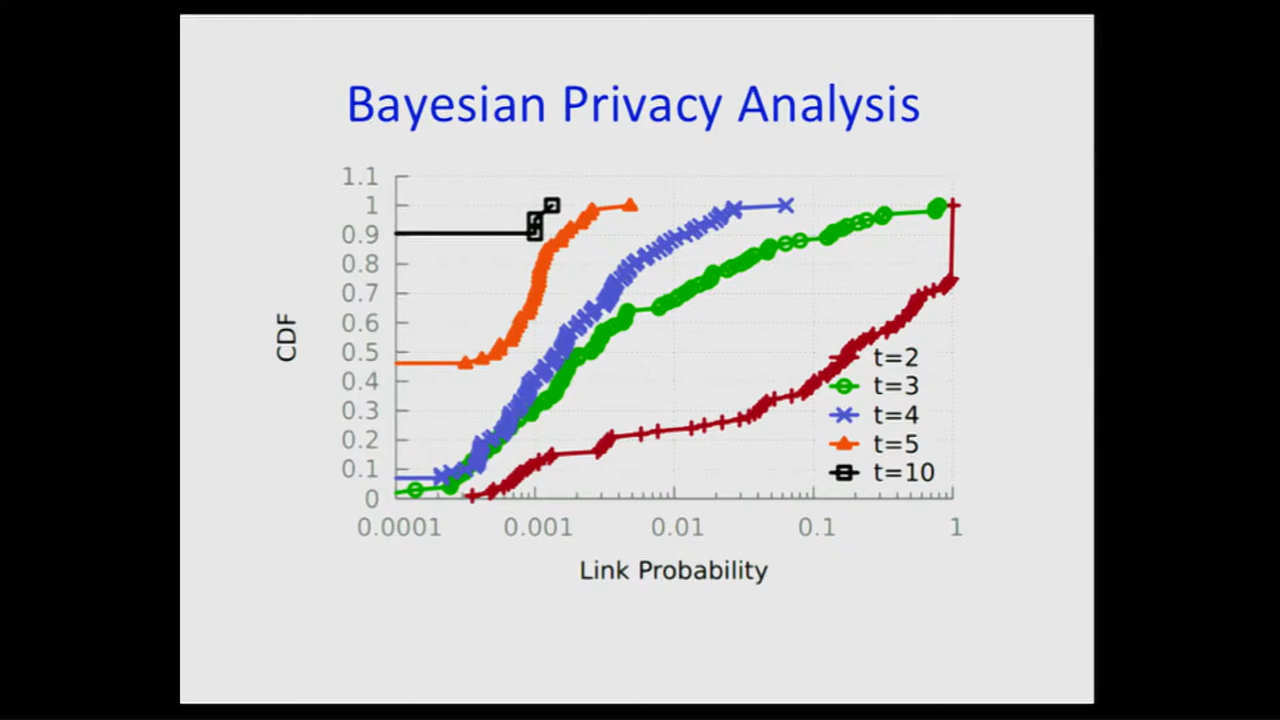 Bayesian Privacy Analysis
1.1
1
0.9
0.8
0.7
0.6
0.5
0.4
0.3
0.2
0.1
0
CDF
t=2
t=3
t=4
t=5
t=10
0.0001 0.001 0.01 0.1 1
Link Probability